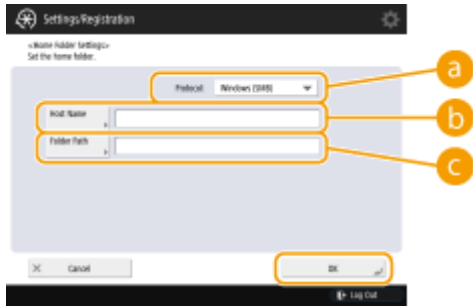 Settings/Registration
<Home Folder Settings>
Set the home folder.
Protocol Windows (SMB)
a
Host Name
b
Folder Path
c
Cancel
OK
Log Out